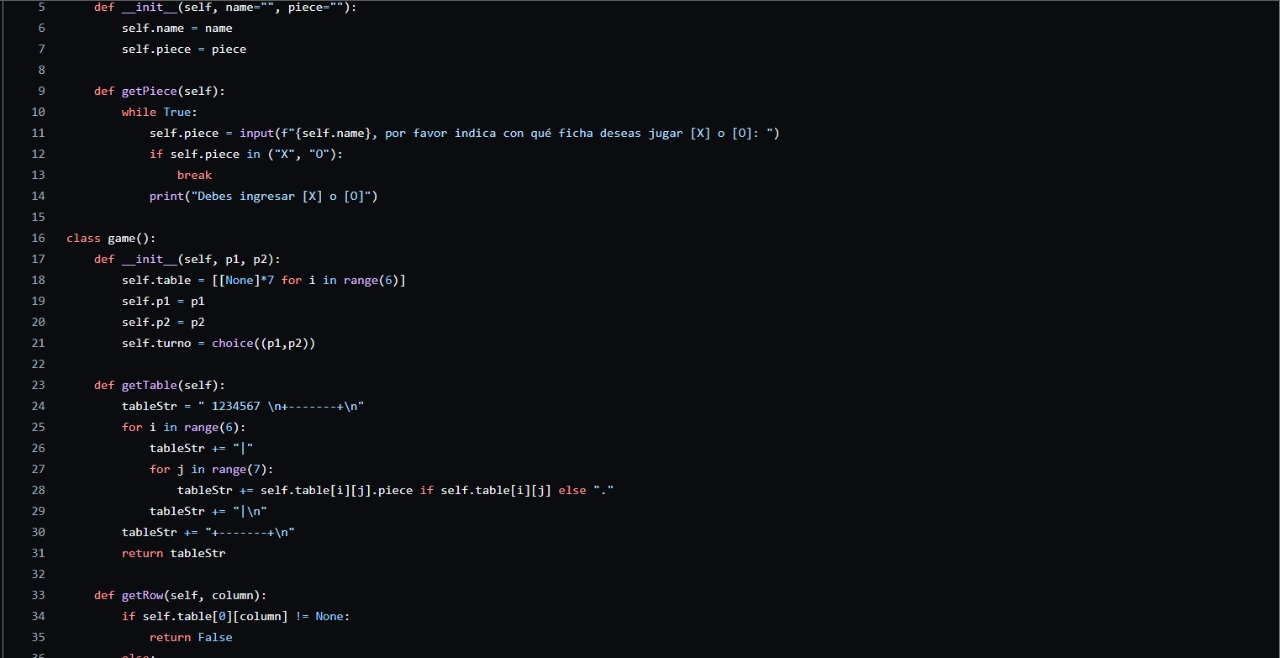 5 def __init__(self, name="", piece=""):
6 self.name = name
7 self.piece = piece
8
9 def getPiece(self):
10 while True:
11 self.piece = input(f"{self.name}, por favor indica con qué ficha deseas jugar [X] o [O]: ")
12 if self.piece in ("X", "O"):
13 break
14 print("Debes ingresar [X] o [O]")
15
16 class game():
17 def __init__(self, p1, p2):
18 self.table = [[None]*7 for i in range(6)]
19 self.p1 = p1
20 self.p2 = p2
21 self.turno = choice((p1,p2))
22
23 def getTable(self):
24 tableStr = " 1234567 \n+-------+\n"
25 for i in range(6):
26 tableStr += "|"
27 for j in range(7):
28 tableStr += self.table[i][j].piece if self.table[i][j] else "."
29 tableStr += "|\n"
30 tableStr += "+-------+\n"
31 return tableStr
32
33 def getRow(self, column):
34 if self.table[0][column] != None:
35 return False
36 else: